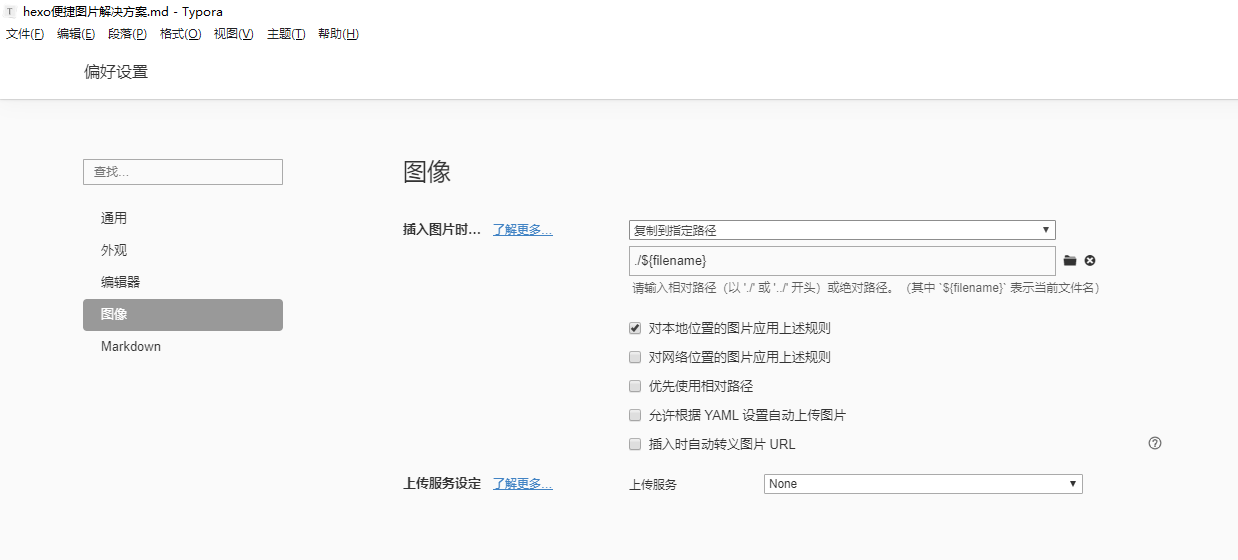 T hexo便捷图片解决方案.md - Typora
文件(F) 编辑(E) 段落(P) 格式(O) 视图(V) 主题(T) 帮助(H)
偏好设置
查找...
通用
外观
编辑器
图像
Markdown
图像
插入图片时... 了解更多... 复制到指定路径
./${filename}
请输入相对路径（以 './' 或 '../' 开头）或绝对路径。（其中 `${filename}` 表示当前文件名）
对本地位置的图片应用上述规则
对网络位置的图片应用上述规则
优先使用相对路径
允许根据 YAML 设置自动上传图片
插入时自动转义图片 URL
上传服务设定 了解更多... 上传服务 None